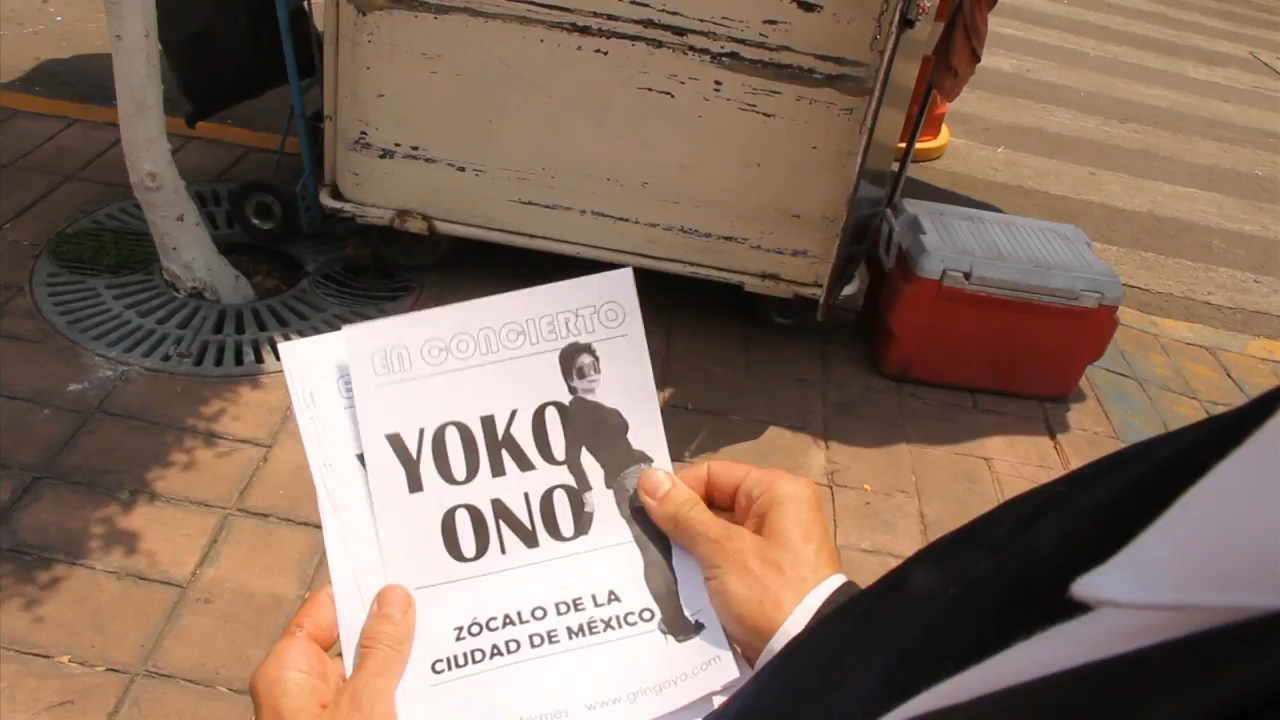 EN CONCIERTO
YOKO
ONO
ZÓCALO DE LA
CIUDAD DE MÉXICO
www.gringoyo.com